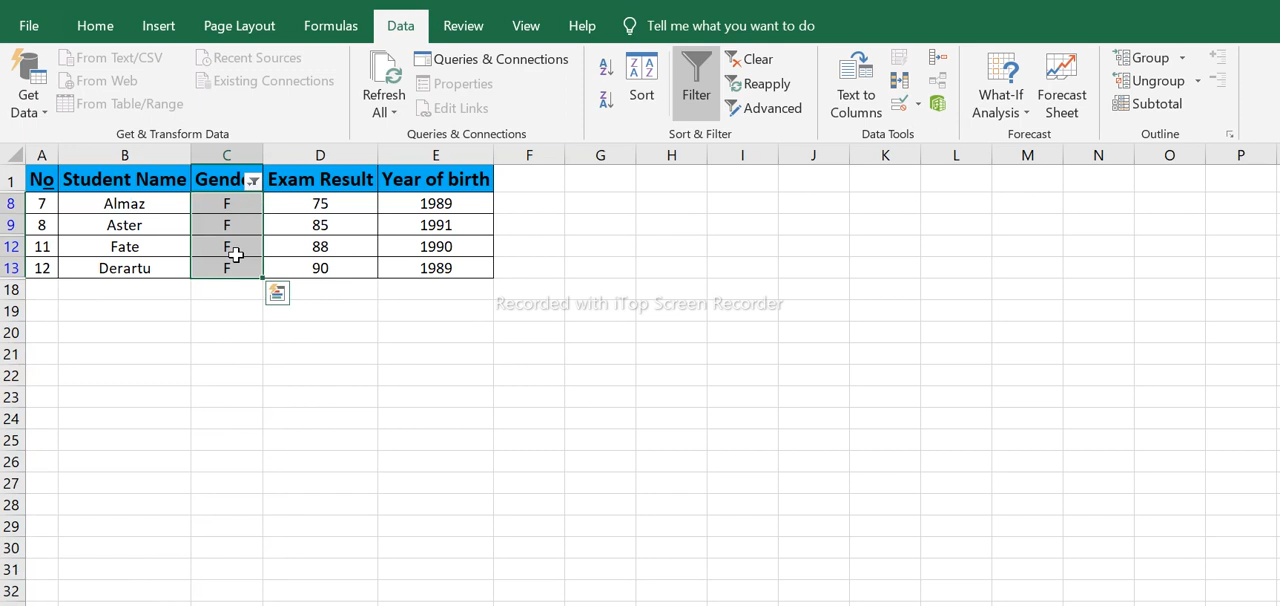 File Home Insert Page Layout Formulas Data Review View Help Tell me what you want to do
Get Data
From Text/CSV
From Web
From Table/Range
Recent Sources
Existing Connections
Get & Transform Data
Refresh All
Queries & Connections
Properties
Edit Links
Queries & Connections
Sort
Filter
Clear
Reapply
Advanced
Sort & Filter
Text to Columns
Data Tools
What-If Analysis
Forecast Sheet
Forecast
Group
Ungroup
Subtotal
Outline
A B C D E F G H I J K L M N O P
1 No Student Name Gende Exam Result Year of birth
8 7 Almaz F 75 1989
9 8 Aster F 85 1991
12 11 Fate F 88 1990
13 12 Derartu F 90 1989
18
Recorded with iTop Screen Recorder
19
20
21
22
23
24
25
26
27
28
29
30
31
32